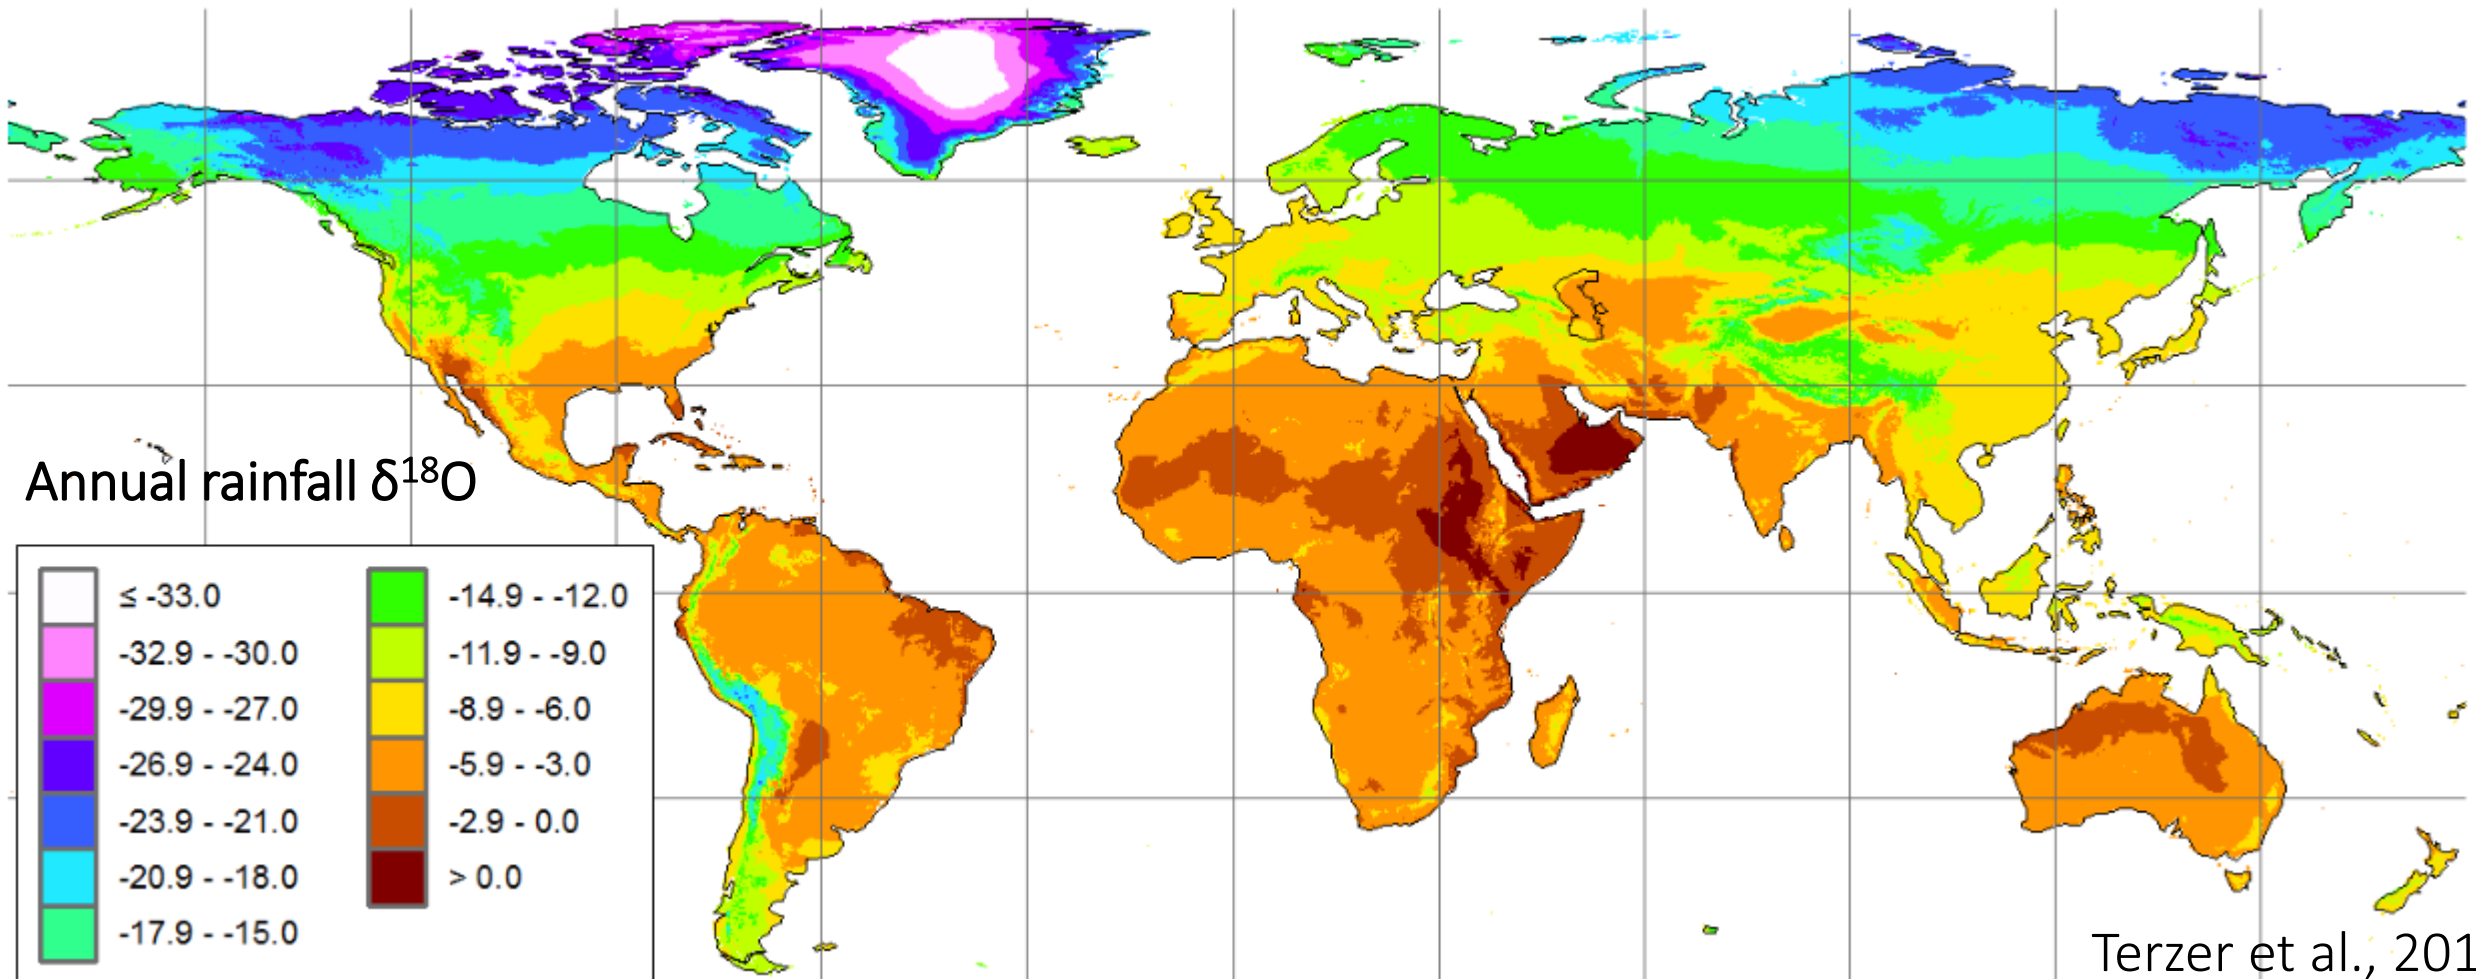 Annual rainfall δ¹⁸O
≤ -33.0
-32.9 - -30.0
-29.9 - -27.0
-26.9 - -24.0
-23.9 - -21.0
-20.9 - -18.0
-17.9 - -15.0
-14.9 - -12.0
-11.9 - -9.0
-8.9 - -6.0
-5.9 - -3.0
-2.9 - 0.0
> 0.0
Terzer et al., 201